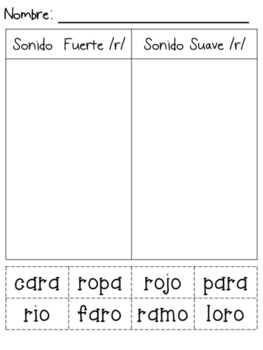 Nombre:
Sonido Fuerte /r/ Sonido Suave /r/
cara ropa rojo para
rio faro ramo loro